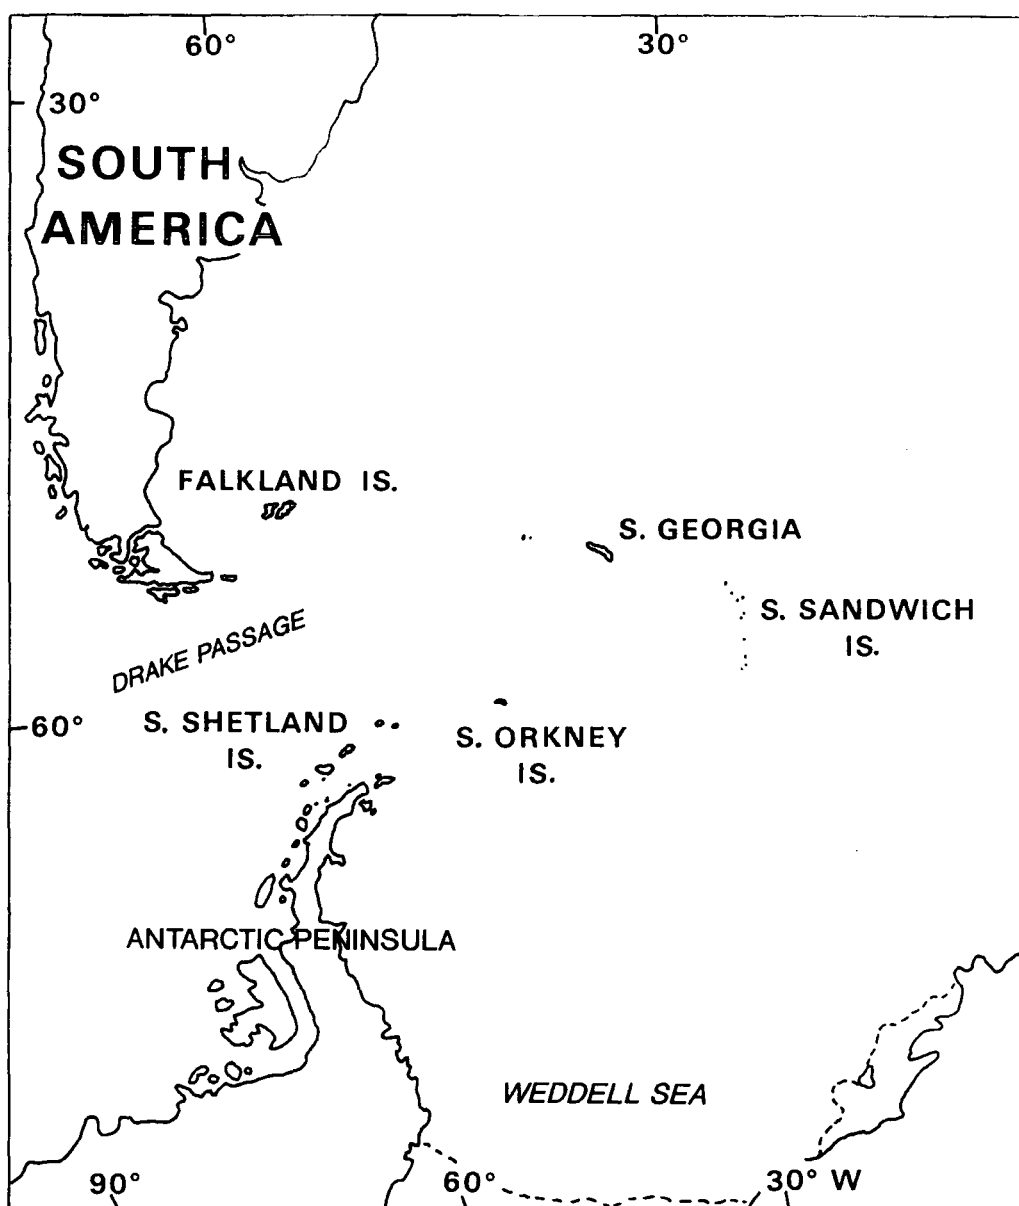 60° 30°
30°
SOUTH
AMERICA
FALKLAND IS.
S. GEORGIA
S. SANDWICH
IS.
DRAKE PASSAGE
60°
S. SHETLAND
IS.
S. ORKNEY
IS.
ANTARCTIC PENINSULA
WEDDELL SEA
90° 60° 30° W